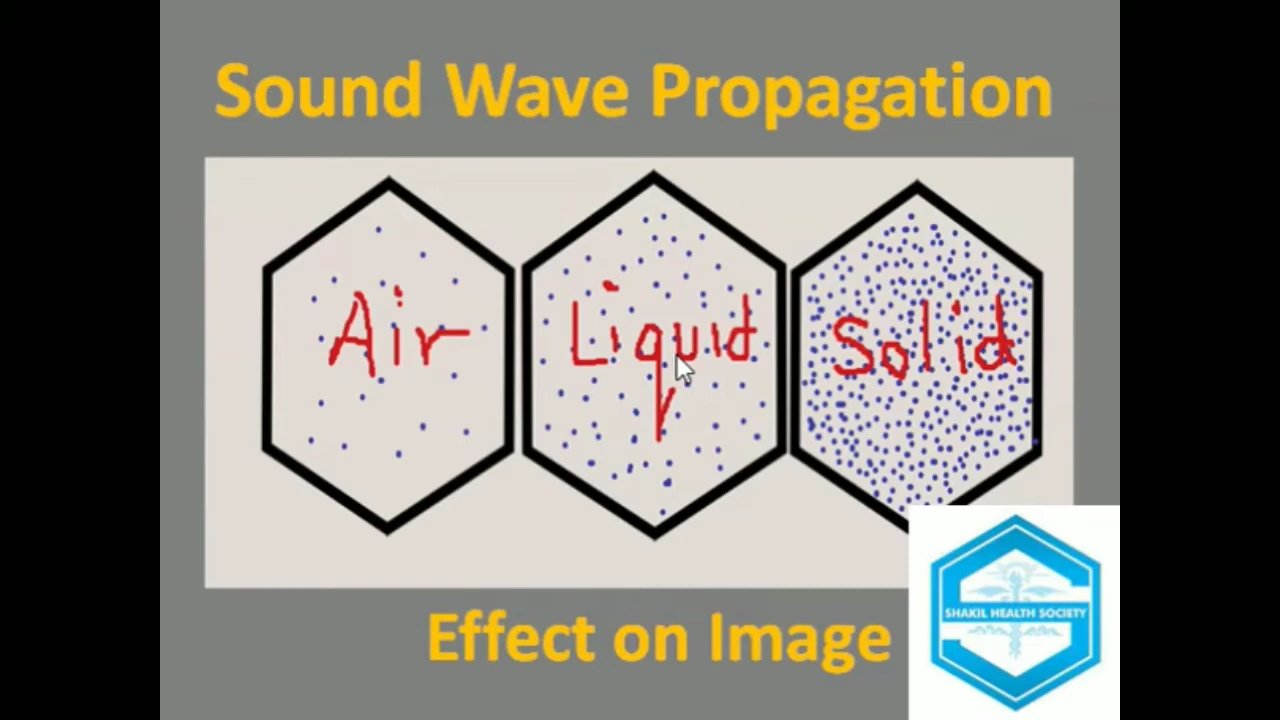 Sound Wave Propagation
Air Liquid Solid
SHAKIL HEALTH SOCIETY
Effect on Image